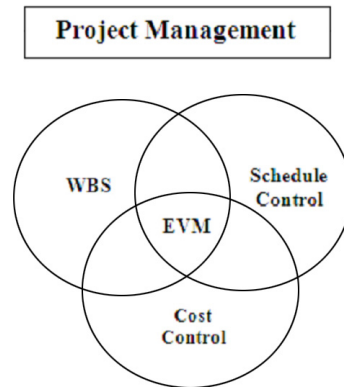 Project Management
WBS
Schedule
Control
EVM
Cost
Control